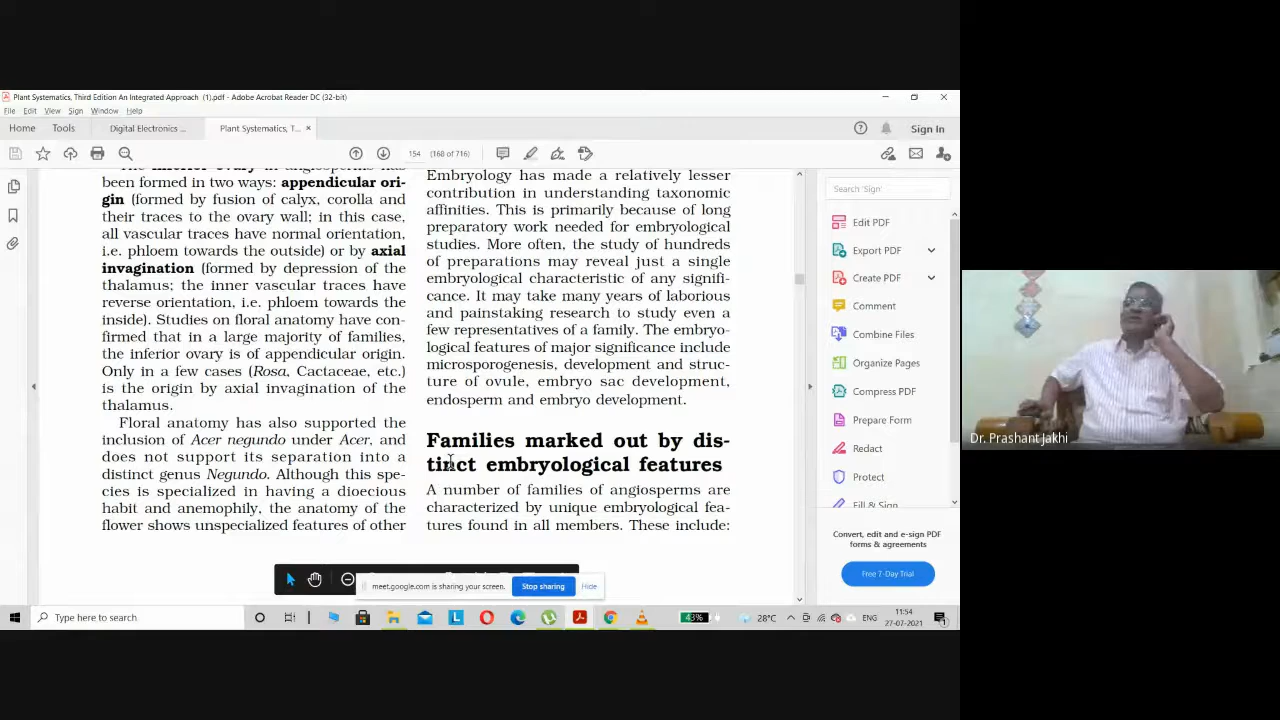 Plant Systematics, Third Edition An Integrated Approach (1).pdf - Adobe Acrobat Reader DC (32-bit)
File Edit View Sign Window Help
Home Tools Digital Electronics ... Plant Systematics, T... × Sign In
154 (168 of 716)
inferior ovary in angiosperms has
been formed in two ways: appendicular ori-
gin (formed by fusion of calyx, corolla and
their traces to the ovary wall; in this case,
all vascular traces have normal orientation,
i.e. phloem towards the outside) or by axial
invagination (formed by depression of the
thalamus; the inner vascular traces have
reverse orientation, i.e. phloem towards the
inside). Studies on floral anatomy have con-
firmed that in a large majority of families,
the inferior ovary is of appendicular origin.
Only in a few cases (Rosa, Cactaceae, etc.)
is the origin by axial invagination of the
thalamus.
Floral anatomy has also supported the
inclusion of Acer negundo under Acer, and
does not support its separation into a
distinct genus Negundo. Although this spe-
cies is specialized in having a dioecious
habit and anemophily, the anatomy of the
flower shows unspecialized features of other
Embryology has made a relatively lesser
contribution in understanding taxonomic
affinities. This is primarily because of long
preparatory work needed for embryological
studies. More often, the study of hundreds
of preparations may reveal just a single
embryological characteristic of any signifi-
cance. It may take many years of laborious
and painstaking research to study even a
few representatives of a family. The embryo-
logical features of major significance include
microsporogenesis, development and struc-
ture of ovule, embryo sac development,
endosperm and embryo development.
Families marked out by dis-
tinct embryological features
A number of families of angiosperms are
characterized by unique embryological fea-
tures found in all members. These include:
Search 'Sign'
Edit PDF
Export PDF
Create PDF
Comment
Combine Files
Organize Pages
Compress PDF
Prepare Form
Redact
Protect
Fill & Sign
Convert, edit and e-sign PDF
forms & agreements
Free 7-Day Trial
meet.google.com is sharing your screen. Stop sharing Hide
Type here to search
43%
28°C
ENG
11:54
27-07-2021
Dr. Prashant Jakhi